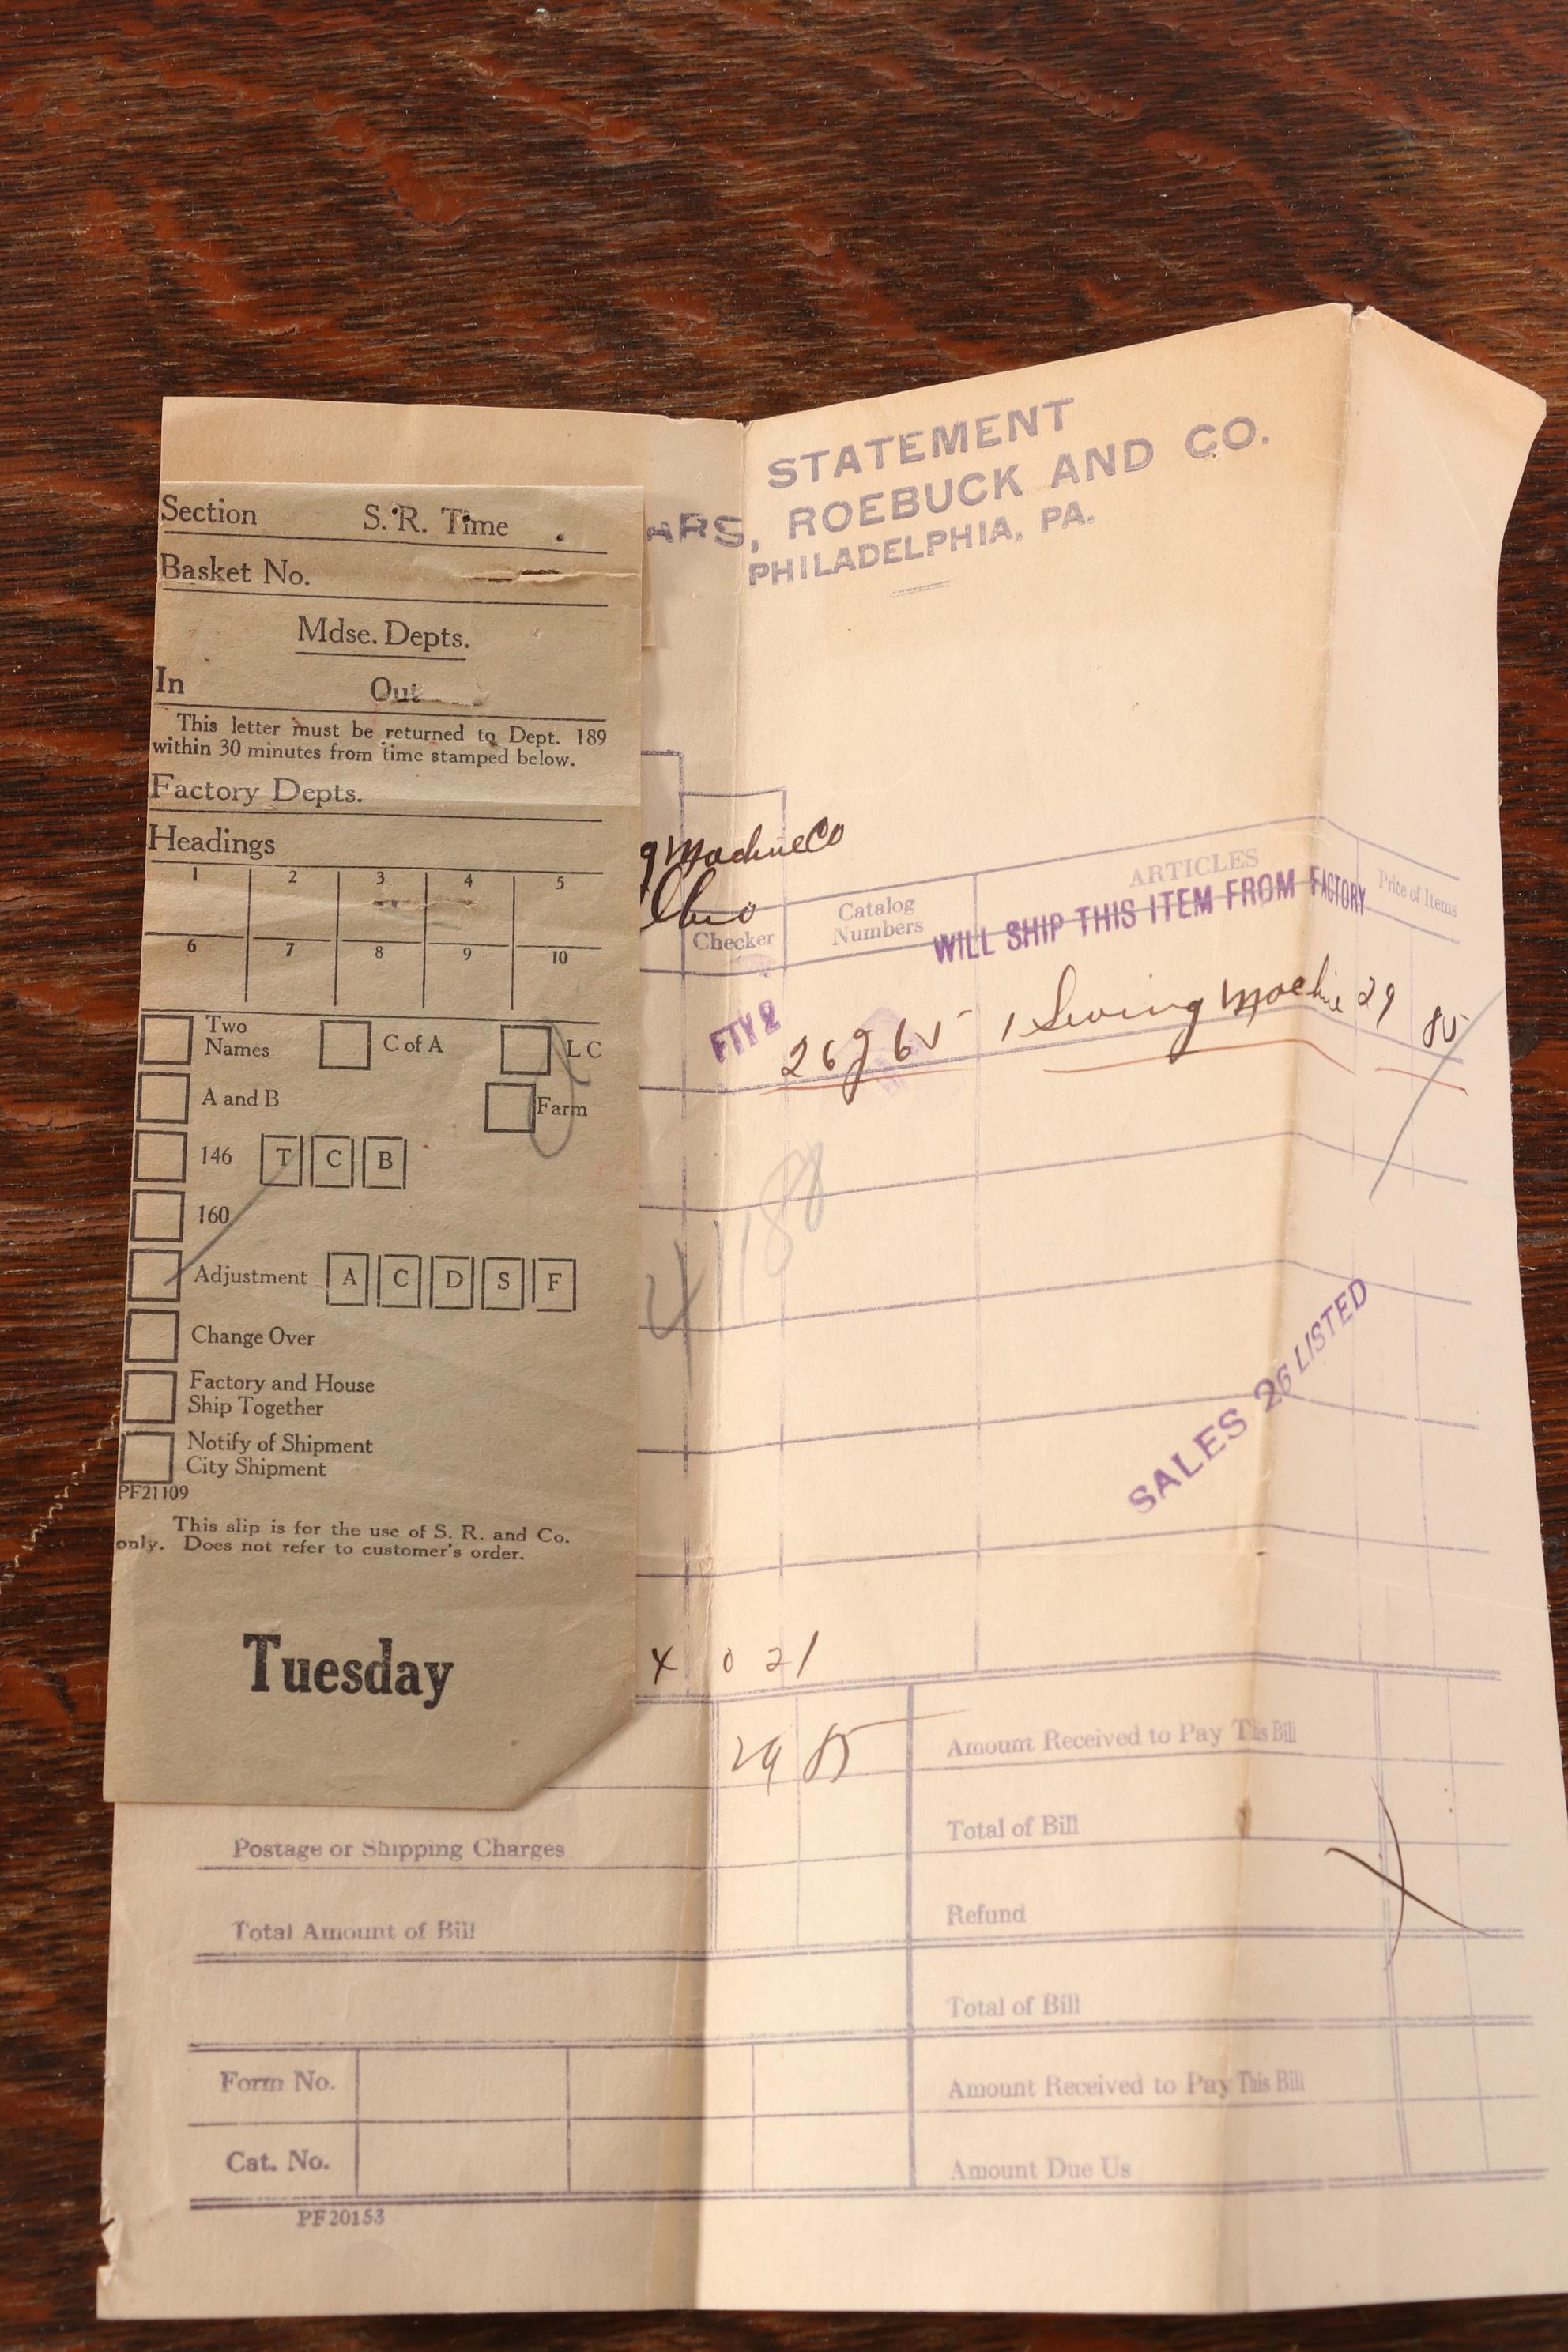 STATEMENT
ARS, ROEBUCK AND CO.
PHILADELPHIA, PA.
Section S. R. Time
Basket No.
Mdse. Depts.
In Out
This letter must be returned to Dept. 189
within 30 minutes from time stamped below.
Factory Depts.
Headings
1 2 3 4 5
6 7 8 9 10
Two
Names
C of A
L C
A and B
Farm
146 T C B
160
Adjustment A C D S F
Change Over
Factory and House
Ship Together
Notify of Shipment
City Shipment
PF21109
This slip is for the use of S. R. and Co.
only. Does not refer to customer's order.
Tuesday
g Machine Co
Ohio
Checker
Catalog
Numbers
ARTICLES
Price of Items
WILL SHIP THIS ITEM FROM FACTORY
FTY 2
26 g 65 1 Sewing Machine 29 85
SALES 26 LISTED
X 0 21
29 85
Amount Received to Pay This Bill
Postage or Shipping Charges
Total of Bill
Total Amount of Bill
Refund
Total of Bill
Form No.
Amount Received to Pay This Bill
Cat. No.
Amount Due Us
PF20153